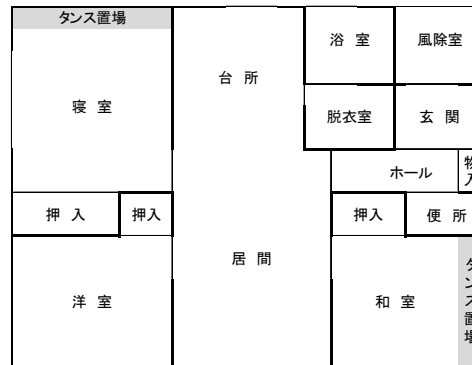 タンス置場
浴 室
風除室
台 所
寝 室
脱衣室
玄 関
ホール
物入
押 入
押入
押入
便 所
居 間
タンス置場
洋 室
和 室